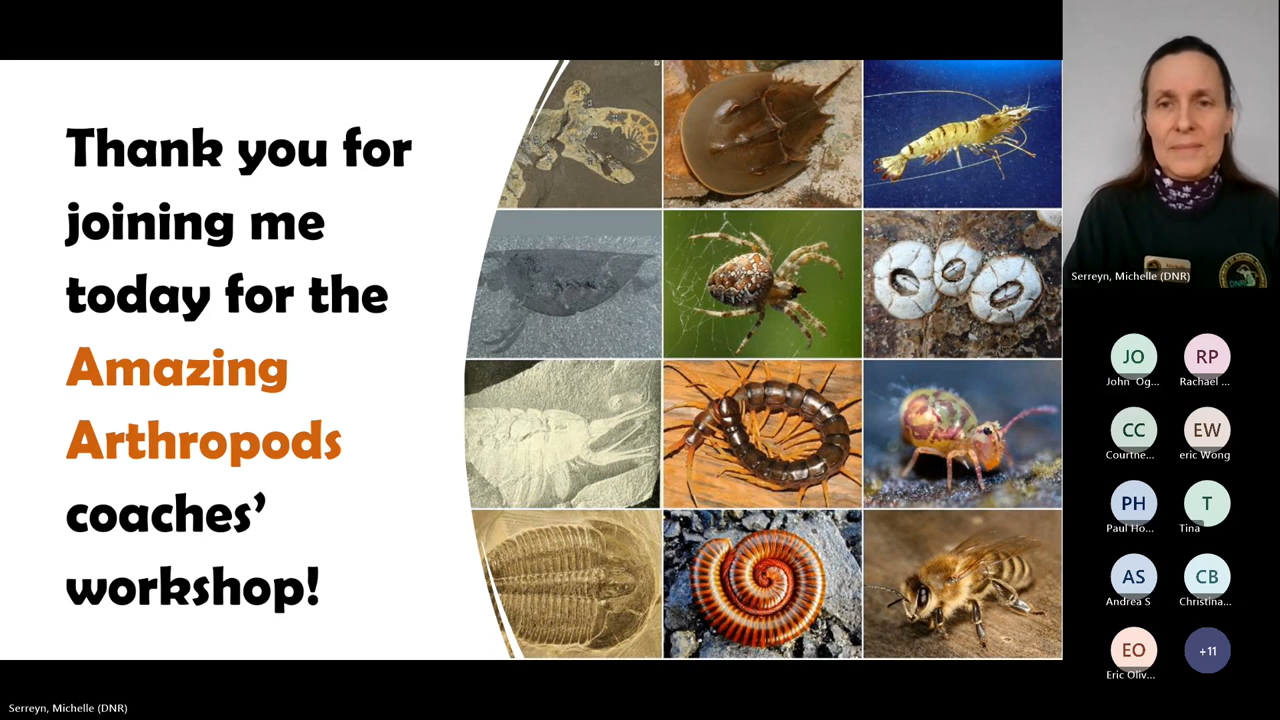 Thank you for
joining me
today for the
Amazing
Arthropods
coaches’
workshop!
Serreyn, Michelle (DNR)
JO
RP
John Og...
Rachael ...
CC
EW
Courtne...
eric Wong
PH
T
Paul Ho...
Tina
AS
CB
Andrea S
Christina...
EO
+11
Eric Oliv...
Serreyn, Michelle (DNR)